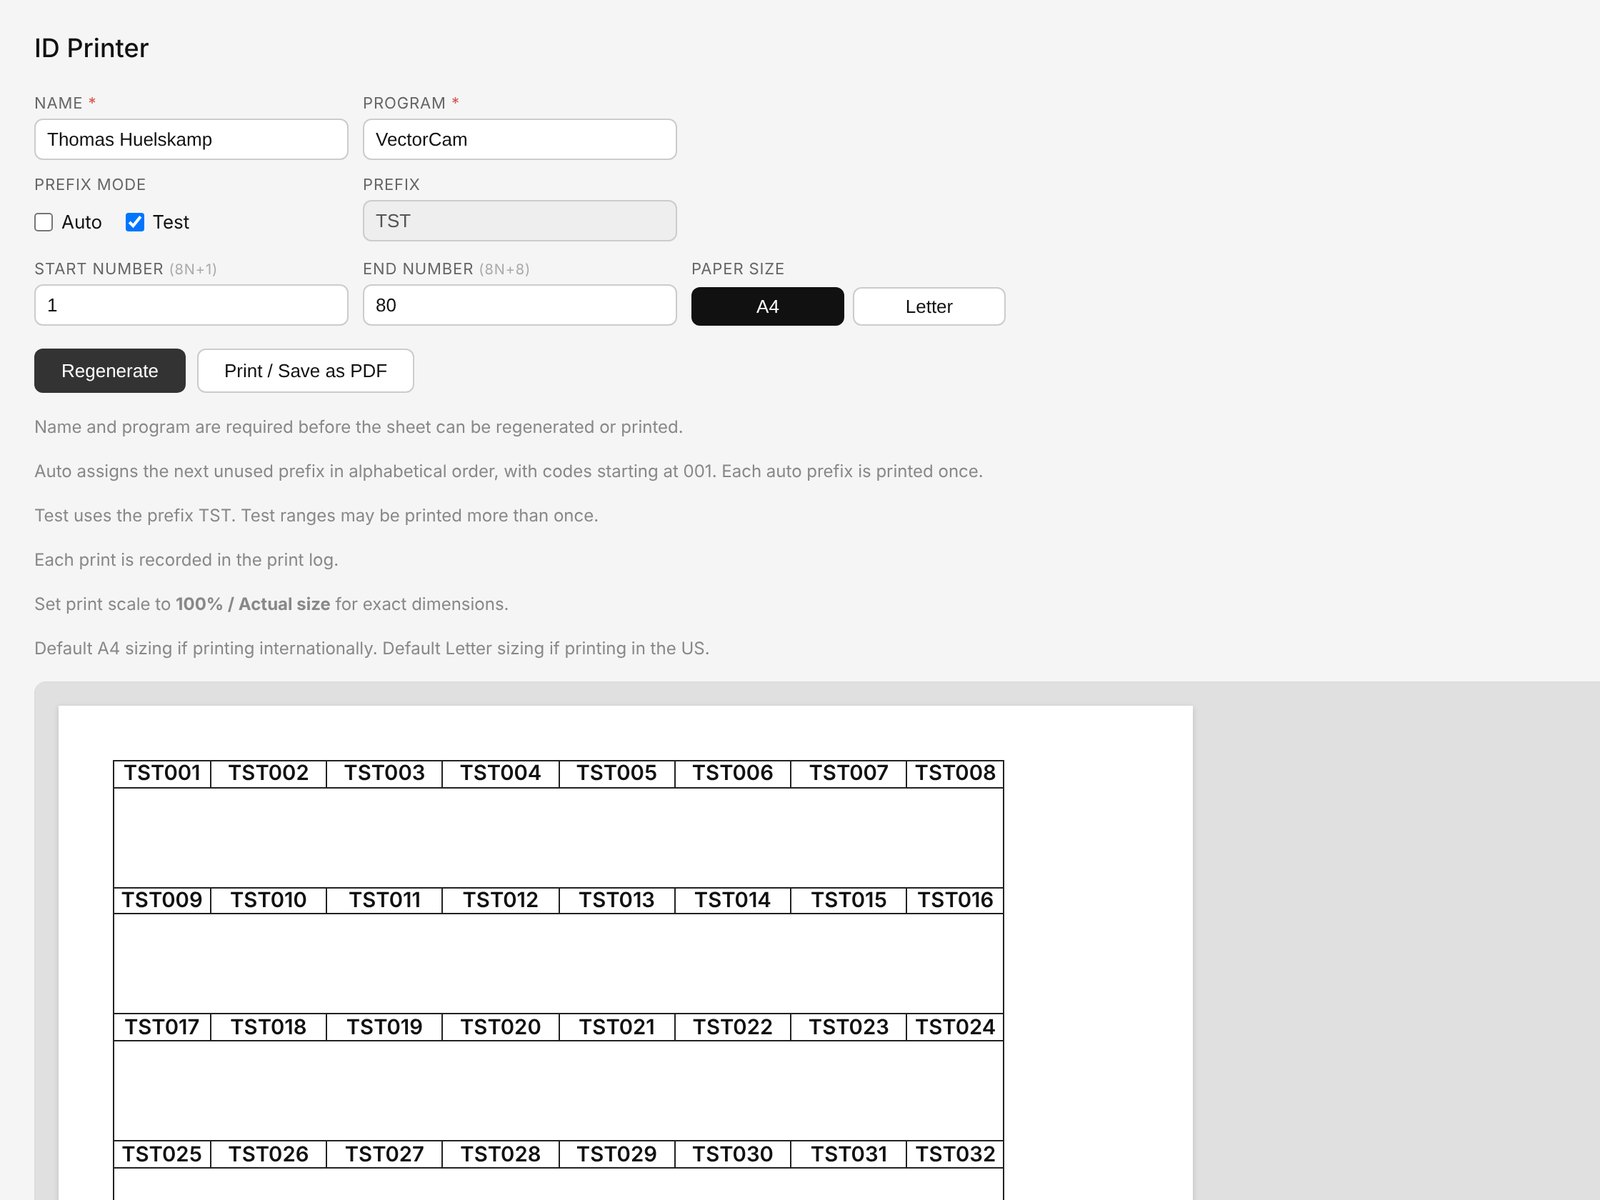 ID Printer
NAME * PROGRAM *
Thomas Huelskamp VectorCam
PREFIX MODE PREFIX
Auto Test TST
START NUMBER (8N+1) END NUMBER (8N+8) PAPER SIZE
1 80 A4 Letter
Regenerate Print / Save as PDF
Name and program are required before the sheet can be regenerated or printed.
Auto assigns the next unused prefix in alphabetical order, with codes starting at 001. Each auto prefix is printed once.
Test uses the prefix TST. Test ranges may be printed more than once.
Each print is recorded in the print log.
Set print scale to 100% / Actual size for exact dimensions.
Default A4 sizing if printing internationally. Default Letter sizing if printing in the US.
TST001 TST002 TST003 TST004 TST005 TST006 TST007 TST008
TST009 TST010 TST011 TST012 TST013 TST014 TST015 TST016
TST017 TST018 TST019 TST020 TST021 TST022 TST023 TST024
TST025 TST026 TST027 TST028 TST029 TST030 TST031 TST032